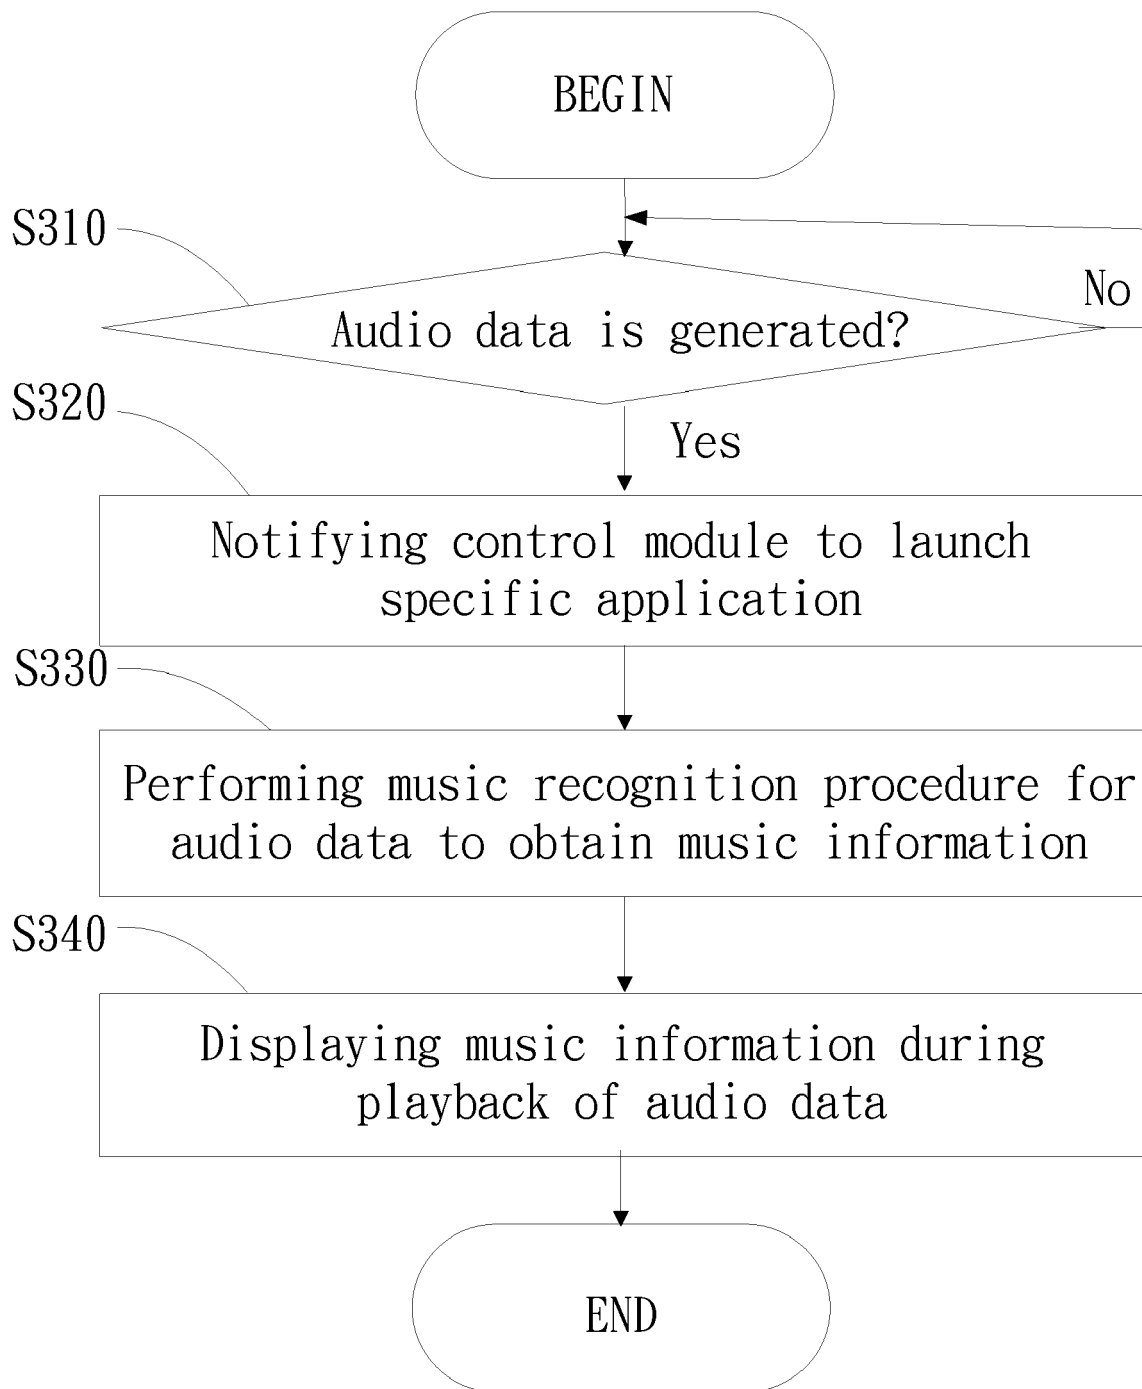 BEGIN
S310
No
Audio data is generated?
S320
Yes
Notifying control module to launch
specific application
S330
Performing music recognition procedure for
audio data to obtain music information
S340
Displaying music information during
playback of audio data
END